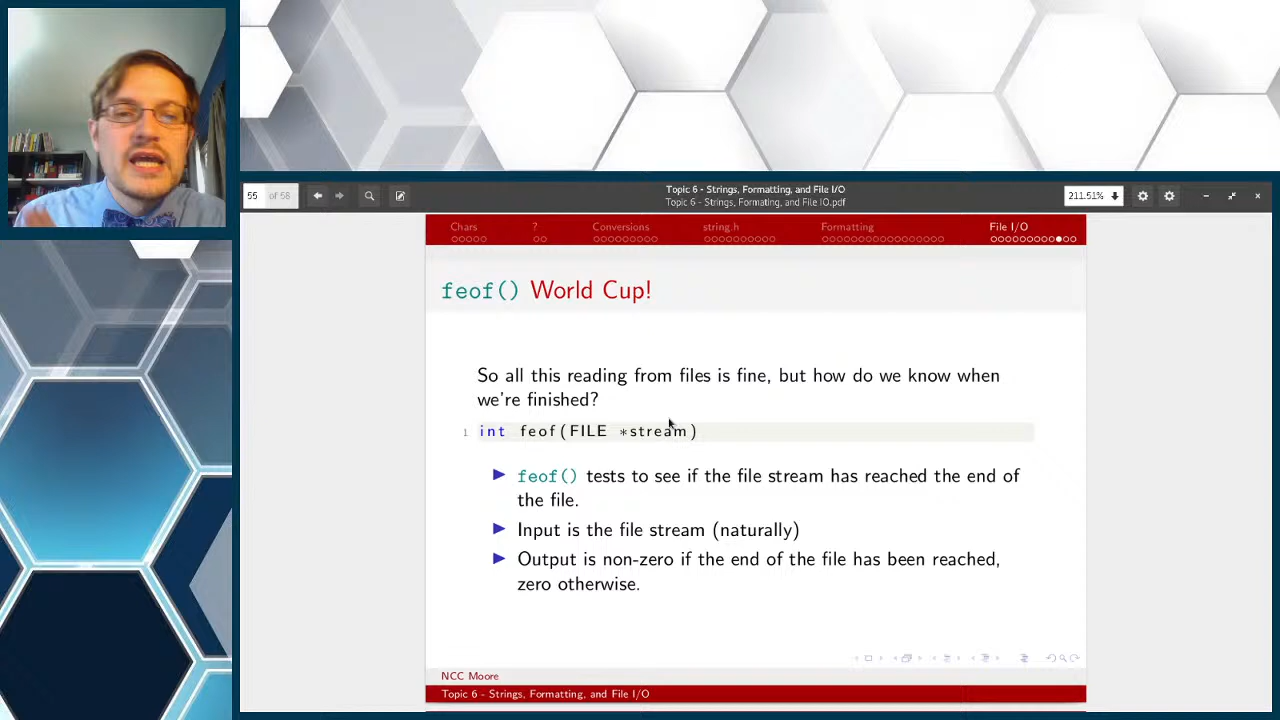 55 of 58
Topic 6 - Strings, Formatting, and File I/O
Topic 6 - Strings, Formating, and File IO.pdf
211.51%
Chars ? Conversions string.h Formatting File I/O
feof() World Cup!
So all this reading from files is fine, but how do we know when
we're finished?
1 int feof(FILE *stream)
feof() tests to see if the file stream has reached the end of
the file.
Input is the file stream (naturally)
Output is non-zero if the end of the file has been reached,
zero otherwise.
NCC Moore
Topic 6 - Strings, Formatting, and File I/O